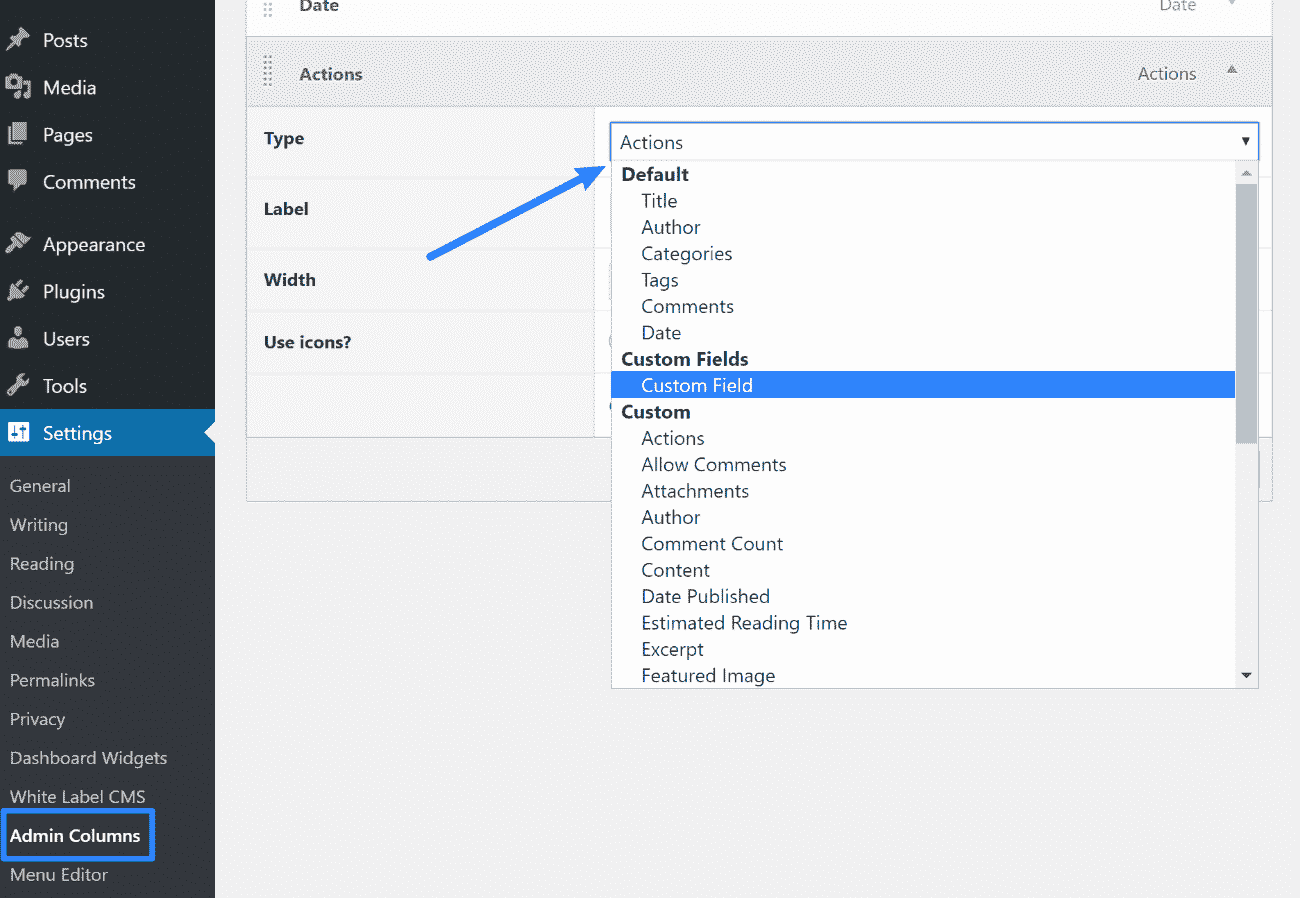 Posts
Media
Pages
Comments
Appearance
Plugins
Users
Tools
Settings
General
Writing
Reading
Discussion
Media
Permalinks
Privacy
Dashboard Widgets
White Label CMS
Admin Columns
Menu Editor
Date Date
Actions Actions
Type
Label
Width
Use icons?
Actions
Default
Title
Author
Categories
Tags
Comments
Date
Custom Fields
Custom Field
Custom
Actions
Allow Comments
Attachments
Author
Comment Count
Content
Date Published
Estimated Reading Time
Excerpt
Featured Image